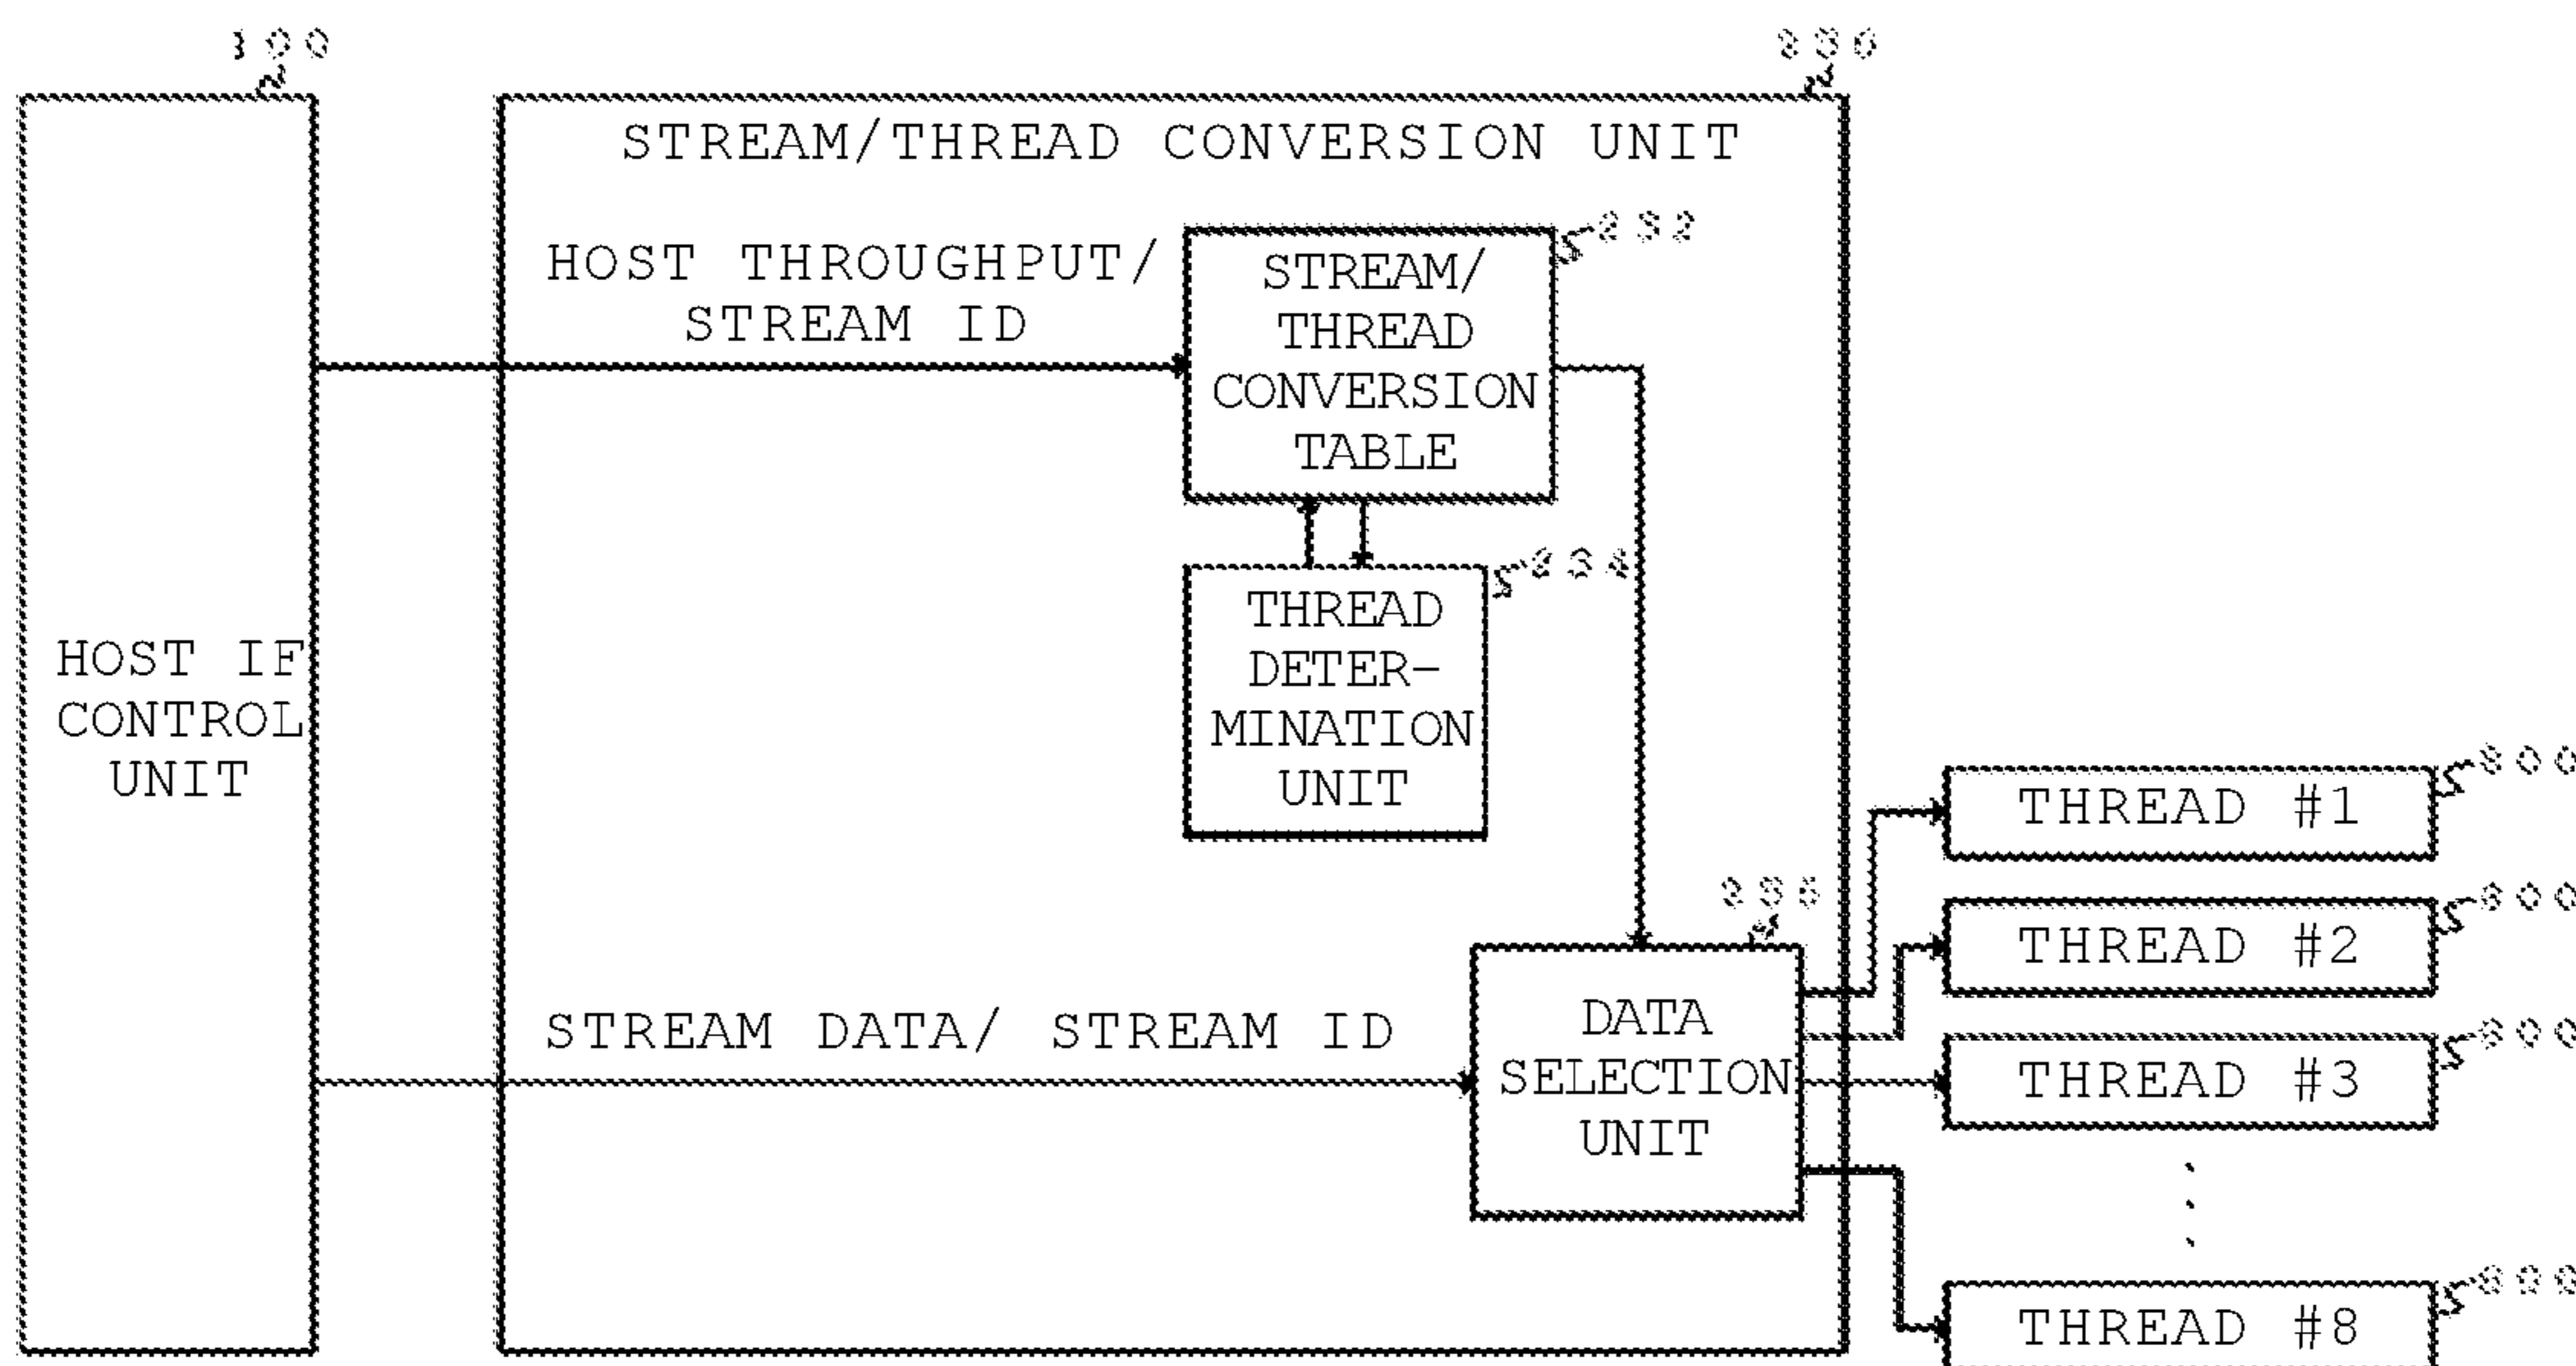 STREAM/THREAD CONVERSION UNIT
HOST THROUGHPUT/
STREAM ID
STREAM/
THREAD
CONVERSION
TABLE
THREAD
DETER-
MINATION
UNIT
HOST IF
CONTROL
UNIT
STREAM DATA/ STREAM ID
DATA
SELECTION
UNIT
THREAD #1
THREAD #2
THREAD #3
THREAD #8